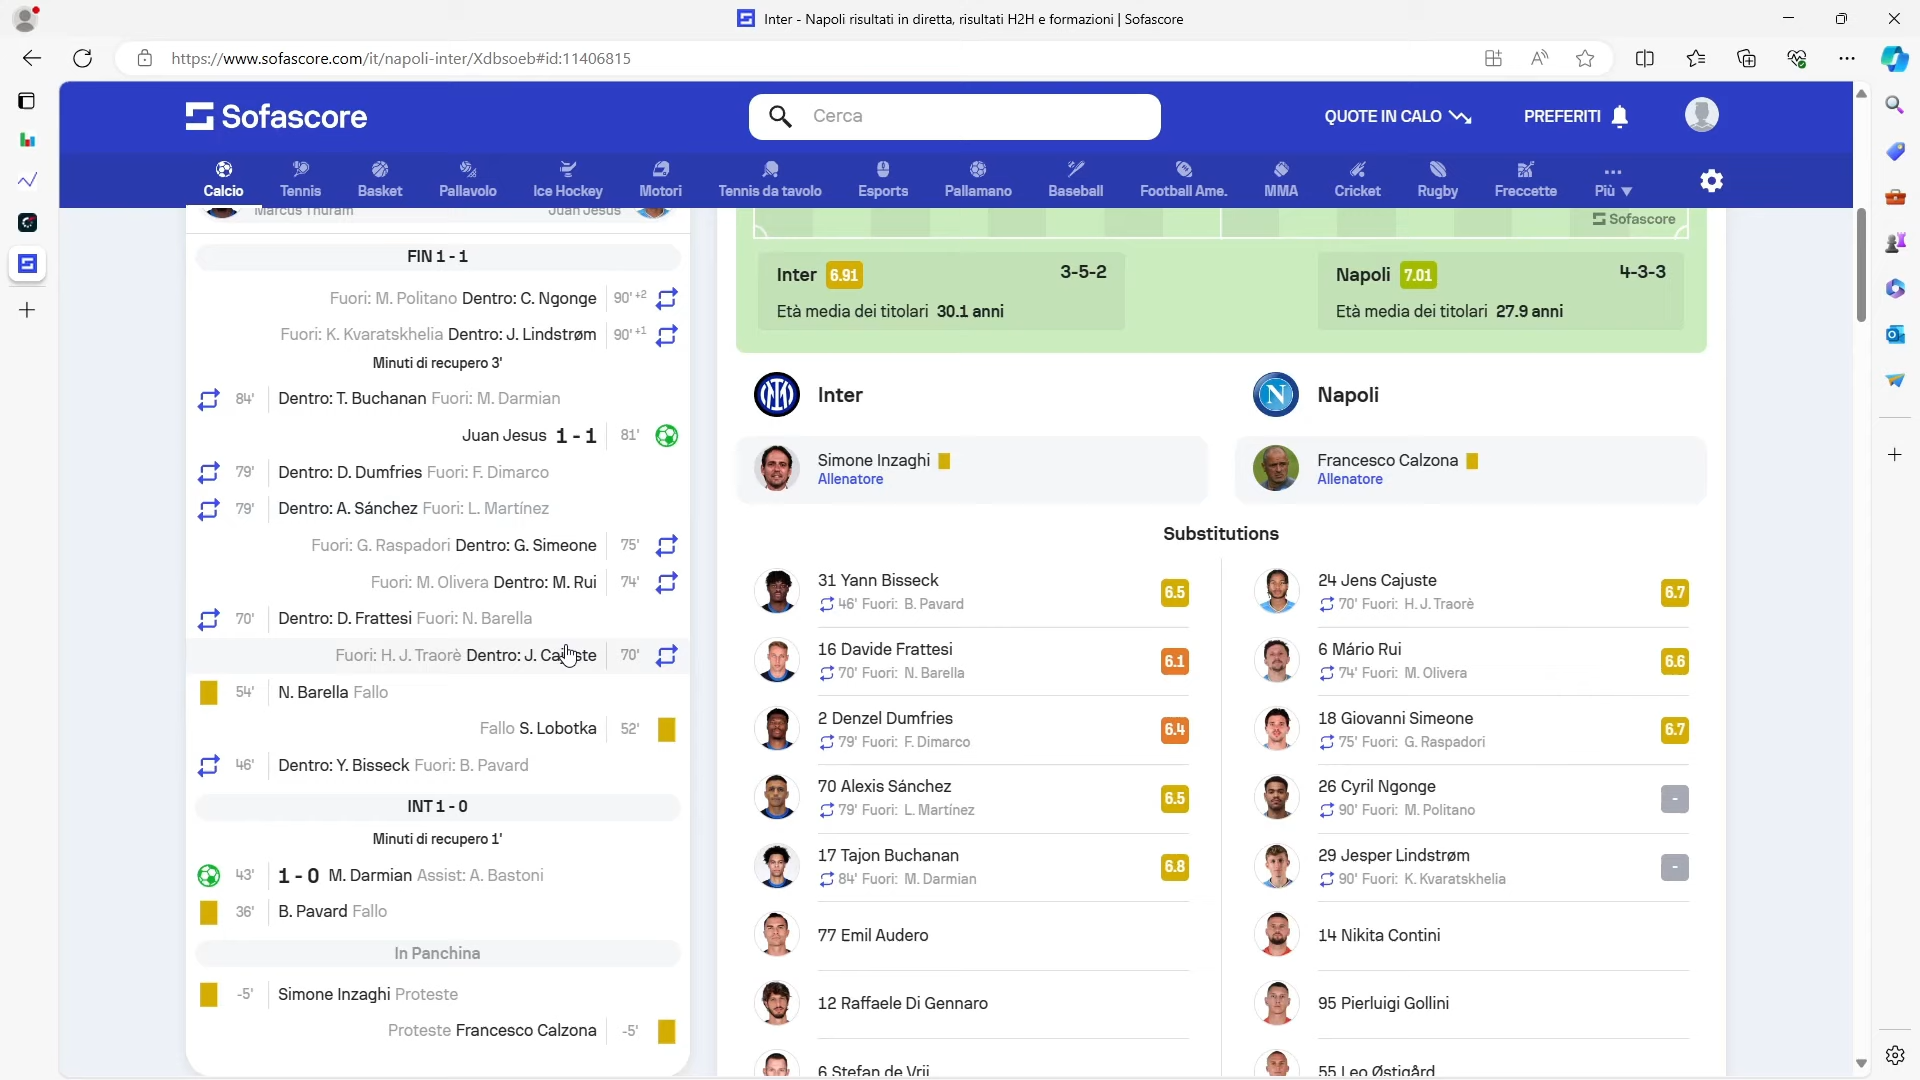 Inter - Napoli risultati in diretta, risultati H2H e formazioni | Sofascore
https://www.sofascore.com/it/napoli-inter/Xdbsoeb#id:11406815
Sofascore
Cerca
QUOTE IN CALO
PREFERITI
Calcio
Tennis
Basket
Pallavolo
Ice Hockey
Motori
Tennis da tavolo
Esports
Pallamano
Baseball
Football Ame.
MMA
Cricket
Rugby
Freccette
Più
Marcus Thuram
Juan Jesus
FIN 1 - 1
Fuori: M. Politano Dentro: C. Ngonge 90'+2
Fuori: K. Kvaratskhelia Dentro: J. Lindstrøm 90'+1
Minuti di recupero 3'
84' Dentro: T. Buchanan Fuori: M. Darmian
Juan Jesus 1 - 1 81'
79' Dentro: D. Dumfries Fuori: F. Dimarco
79' Dentro: A. Sánchez Fuori: L. Martínez
Fuori: G. Raspadori Dentro: G. Simeone 75'
Fuori: M. Olivera Dentro: M. Rui 74'
70' Dentro: D. Frattesi Fuori: N. Barella
Fuori: H. J. Traorè Dentro: J. Cajuste 70'
54' N. Barella Fallo
Fallo S. Lobotka 52'
46' Dentro: Y. Bisseck Fuori: B. Pavard
INT 1 - 0
Minuti di recupero 1'
43' 1 - 0 M. Darmian Assist: A. Bastoni
36' B. Pavard Fallo
In Panchina
-5' Simone Inzaghi Proteste
Proteste Francesco Calzona -5'
Sofascore
Inter 6.91
3-5-2
Età media dei titolari 30.1 anni
Napoli 7.01
4-3-3
Età media dei titolari 27.9 anni
Inter
Napoli
Simone Inzaghi
Allenatore
Francesco Calzona
Allenatore
Substitutions
31 Yann Bisseck
46' Fuori: B. Pavard
6.5
16 Davide Frattesi
70' Fuori: N. Barella
6.1
2 Denzel Dumfries
79' Fuori: F. Dimarco
6.4
70 Alexis Sánchez
79' Fuori: L. Martínez
6.5
17 Tajon Buchanan
84' Fuori: M. Darmian
6.8
77 Emil Audero
12 Raffaele Di Gennaro
6 Stefan de Vrij
24 Jens Cajuste
70' Fuori: H. J. Traorè
6.7
6 Mário Rui
74' Fuori: M. Olivera
6.6
18 Giovanni Simeone
75' Fuori: G. Raspadori
6.7
26 Cyril Ngonge
90' Fuori: M. Politano
-
29 Jesper Lindstrøm
90' Fuori: K. Kvaratskhelia
-
14 Nikita Contini
95 Pierluigi Gollini
55 Leo Østigård